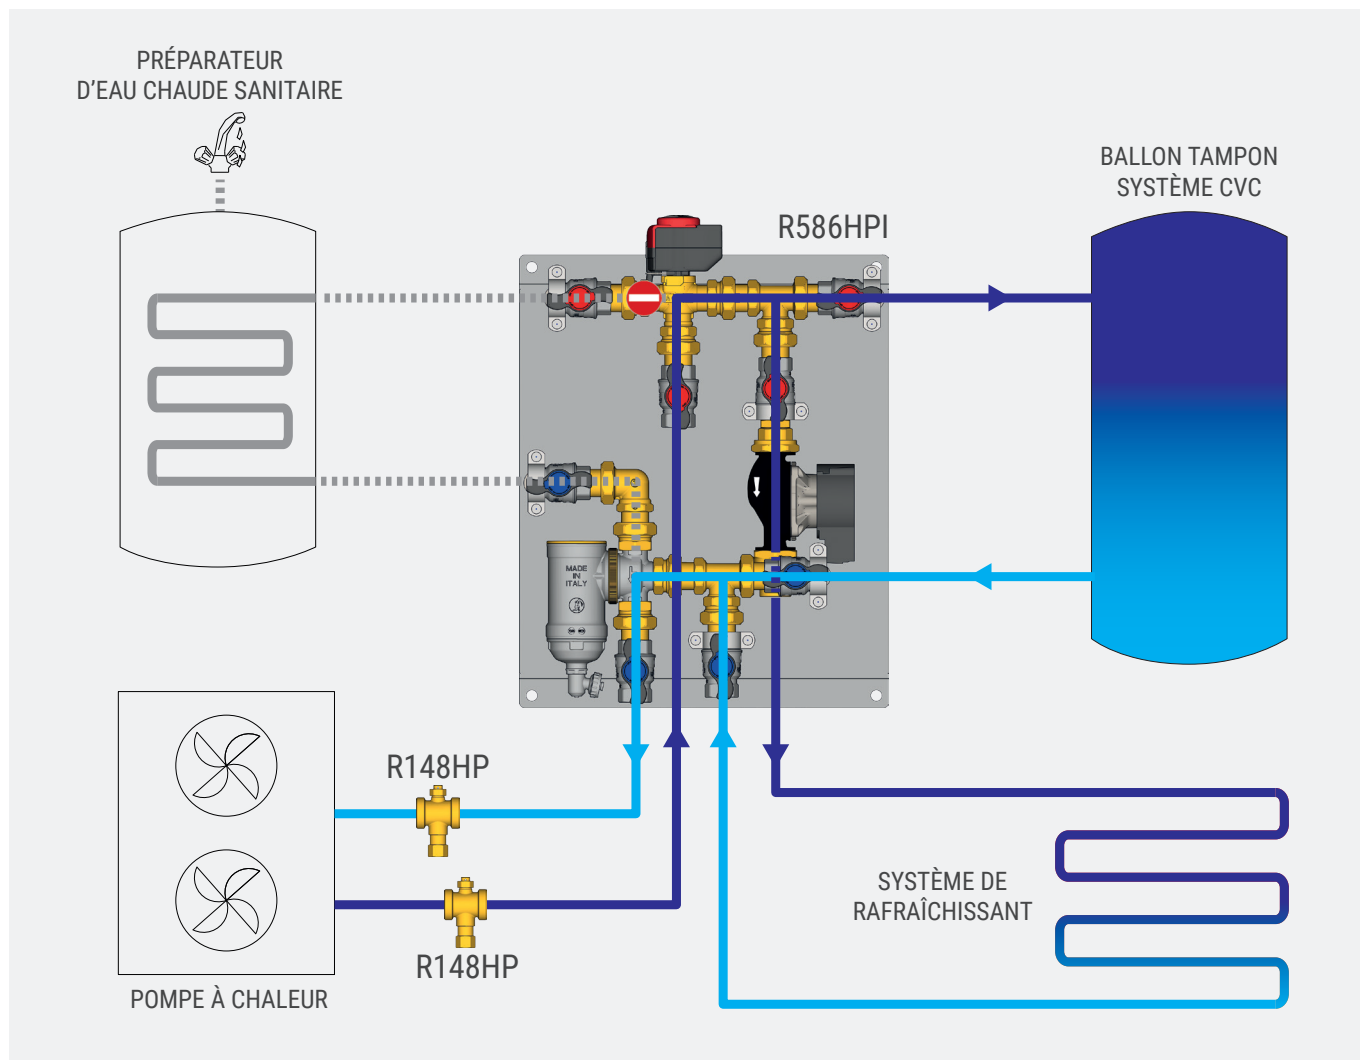 PRÉPARATEUR
D'EAU CHAUDE SANITAIRE
BALLON TAMPON
SYSTÈME CVC
R586HPI
MADE
IN
ITALY
R148HP
R148HP
SYSTÈME DE
RAFRAÎCHISSANT
POMPE À CHALEUR